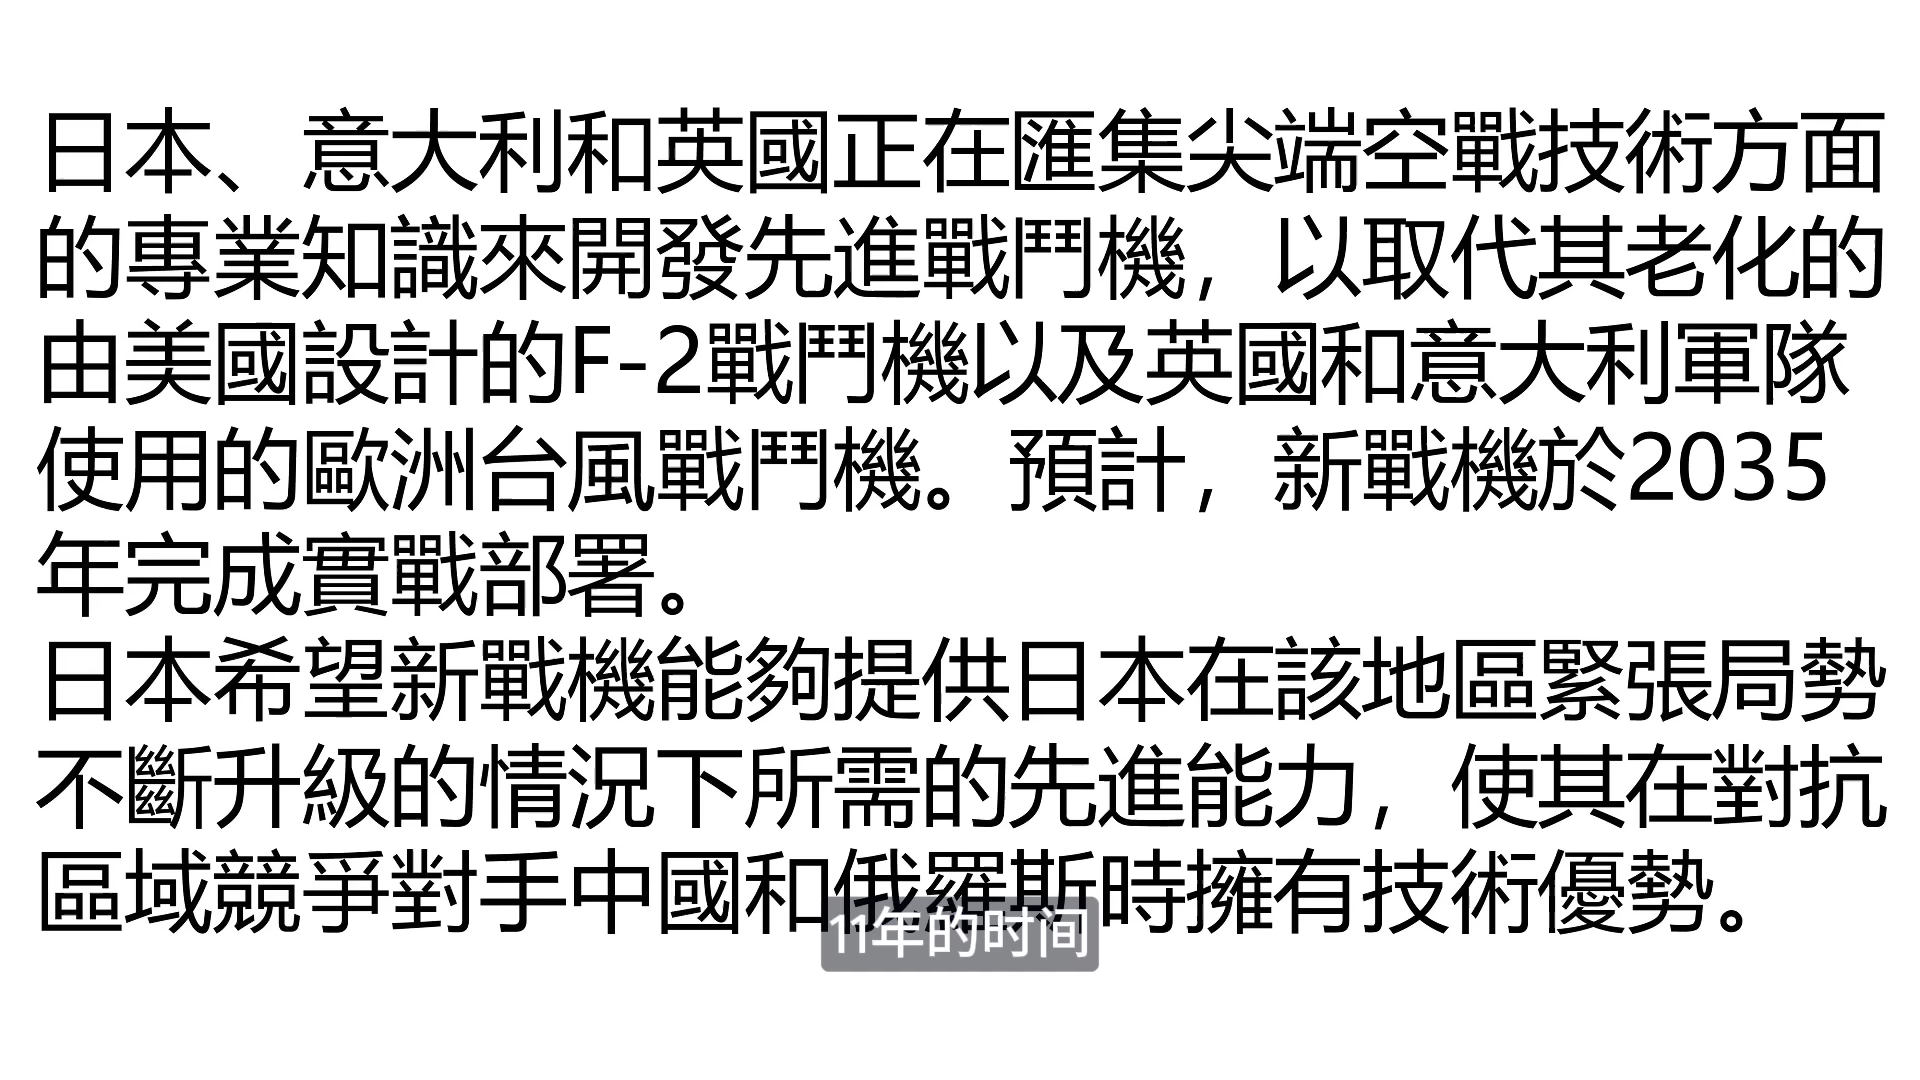 日本、意大利和英國正在匯集尖端空戰技術方面
的專業知識來開發先進戰鬥機，以取代其老化的
由美國設計的F-2戰鬥機以及英國和意大利軍隊
使用的歐洲台風戰鬥機。預計，新戰機於2035
年完成實戰部署。
日本希望新戰機能夠提供日本在該地區緊張局勢
不斷升級的情況下所需的先進能力，使其在對抗
區域競爭對手中國和俄羅斯時擁有技術優勢。
11年的时间